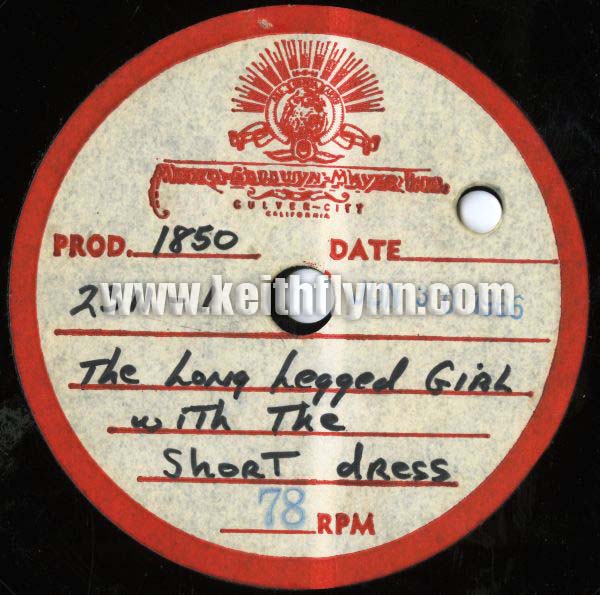 METRO-GOLDWYN-MAYER INC.
CULVER-CITY
CALIFORNIA
PROD. 1850 DATE
www.keithflynn.com
The Long Legged GiRL
wiTh The
ShoRT dRess
78 RPM